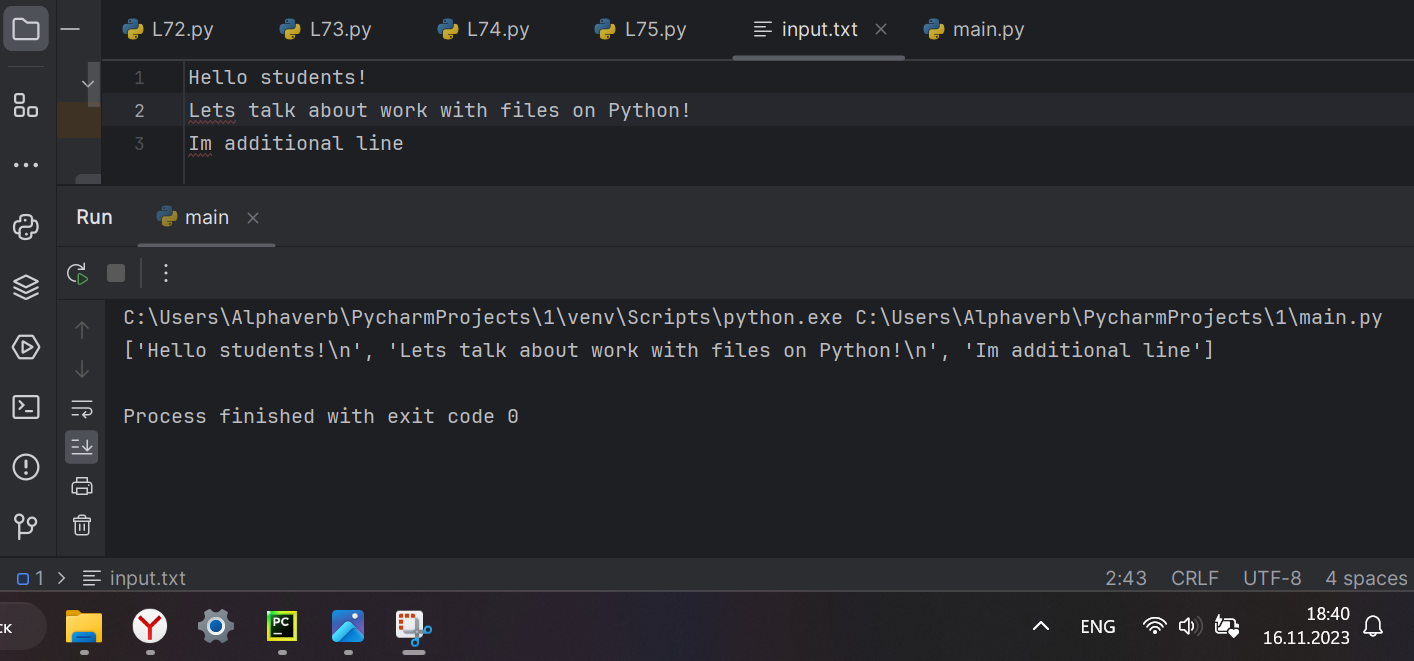 L72.py L73.py L74.py L75.py input.txt main.py
1 Hello students!
2 Lets talk about work with files on Python!
3 Im additional line
Run main
C:\Users\Alphaverb\PycharmProjects\1\venv\Scripts\python.exe C:\Users\Alphaverb\PycharmProjects\1\main.py
['Hello students!\n', 'Lets talk about work with files on Python!\n', 'Im additional line']
Process finished with exit code 0
1 > input.txt 2:43 CRLF UTF-8 4 spaces
PC
ENG
18:40
16.11.2023